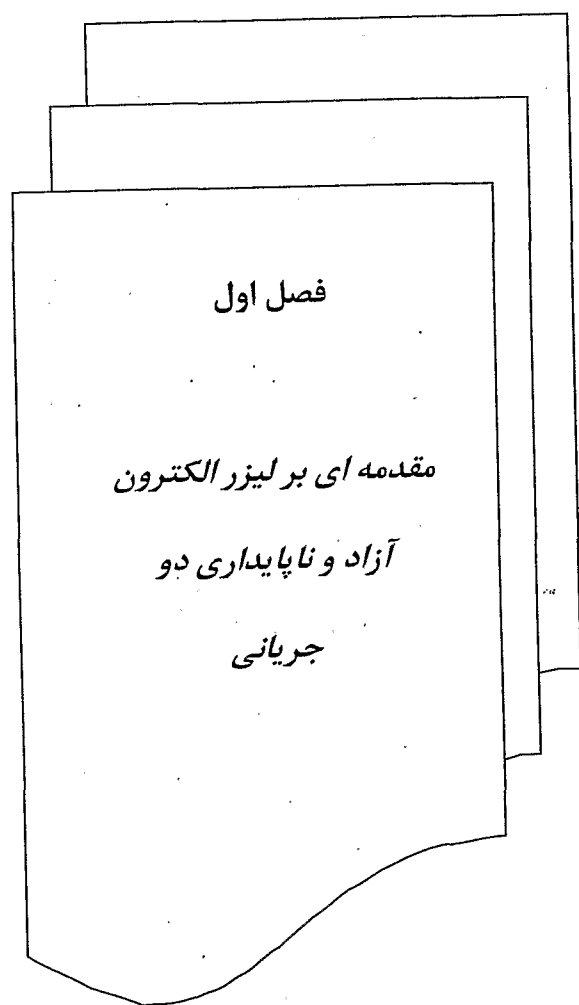 فصل اول
مقدمه ای بر لیزر الکترون
آزاد و ناپایداری دو
جریانی